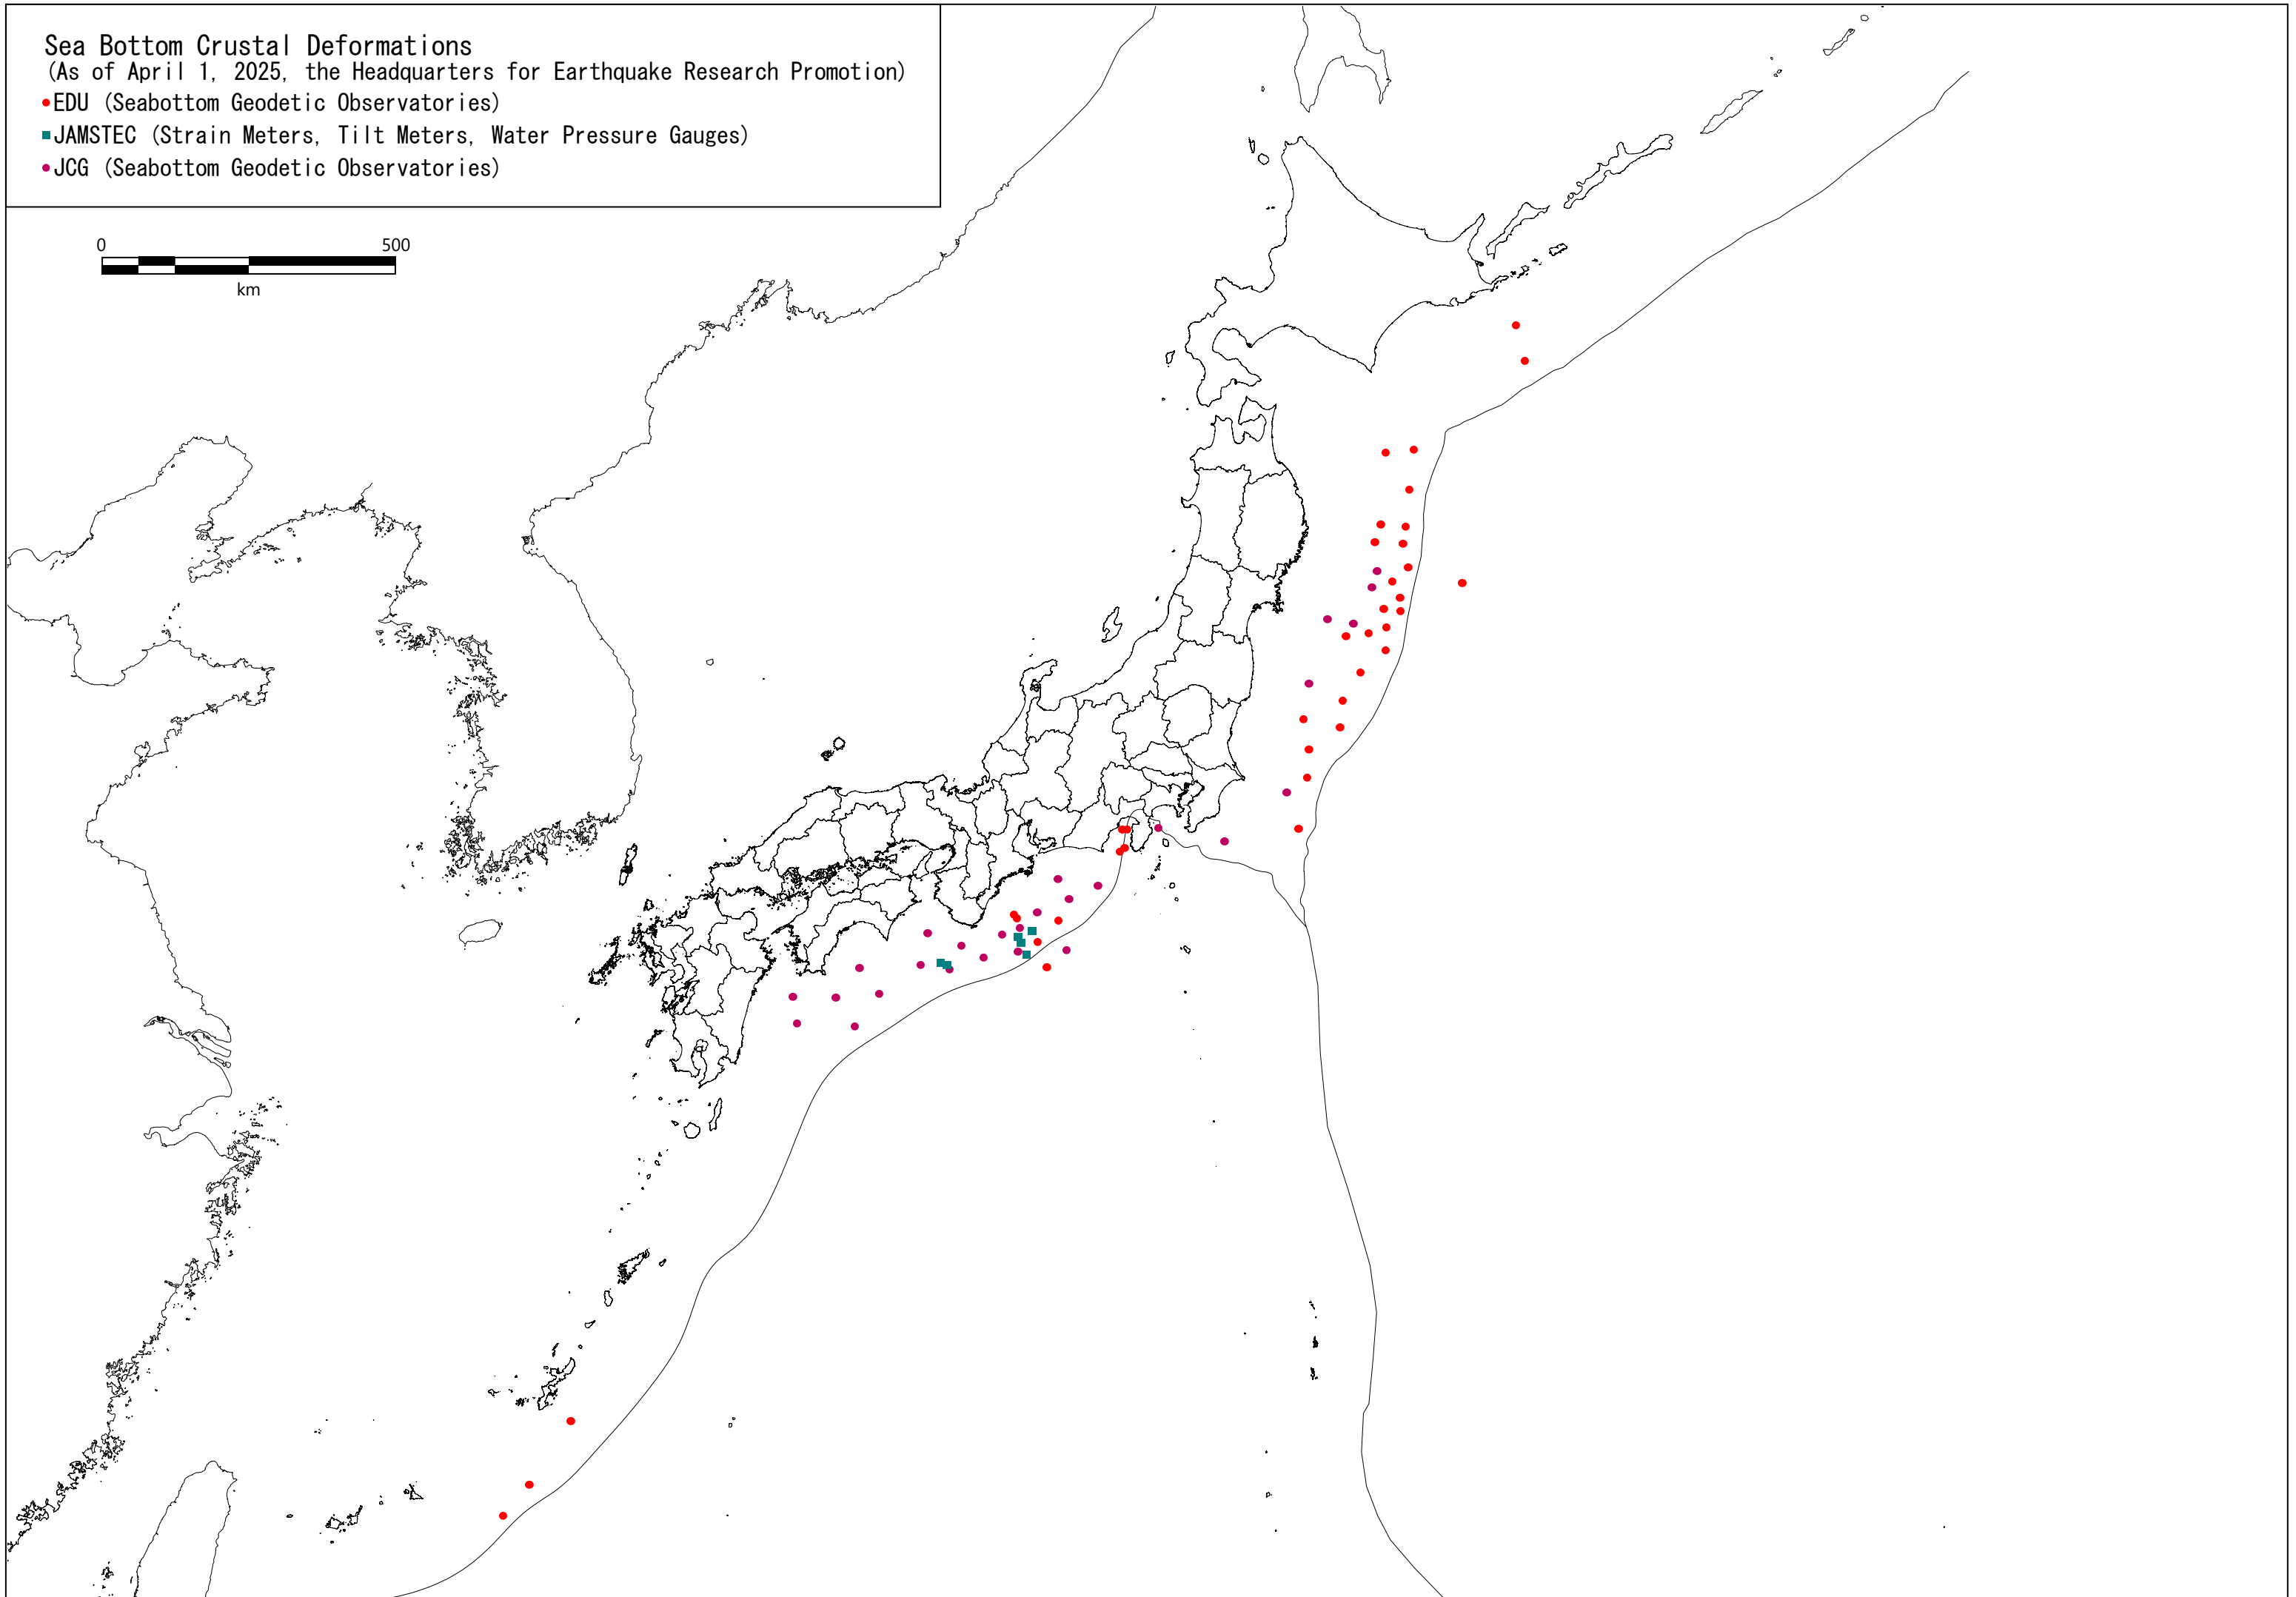 Sea Bottom Crustal Deformations
(As of April 1, 2025, the Headquarters for Earthquake Research Promotion)
EDU (Seabottom Geodetic Observatories)
JAMSTEC (Strain Meters, Tilt Meters, Water Pressure Gauges)
JCG (Seabottom Geodetic Observatories)
0 500
km